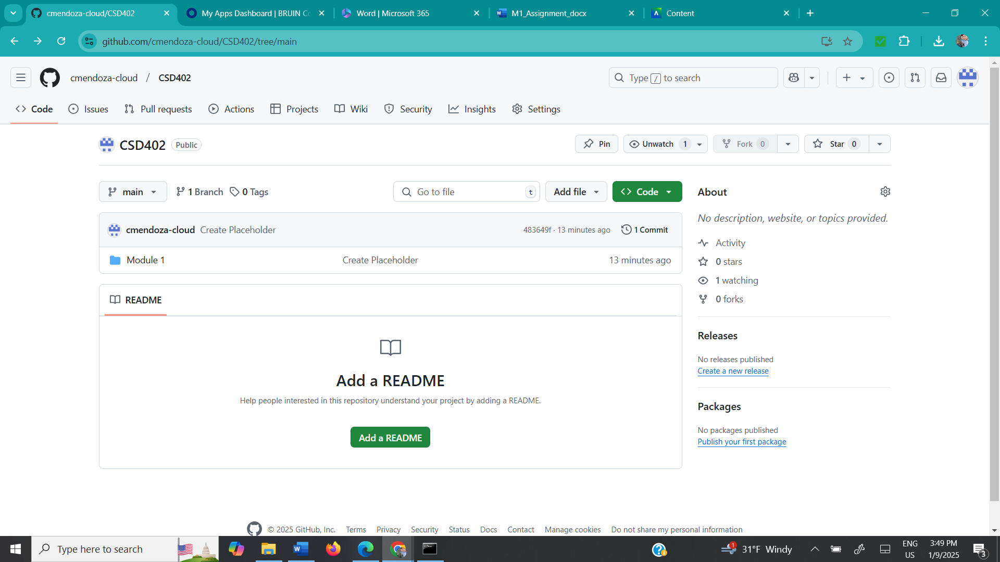 cmendoza-cloud/CSD402
My Apps Dashboard | BRUIN Co
Word | Microsoft 365
M1_Assignment_docx
Content
github.com/cmendoza-cloud/CSD402/tree/main
cmendoza-cloud / CSD402
Type / to search
Code
Issues
Pull requests
Actions
Projects
Wiki
Security
Insights
Settings
CSD402 Public
Pin
Unwatch 1
Fork 0
Star 0
main
1 Branch
0 Tags
Go to file t
Add file
Code
cmendoza-cloud Create Placeholder
483649f · 13 minutes ago
1 Commit
Module 1 Create Placeholder 13 minutes ago
README
Add a README
Help people interested in this repository understand your project by adding a README.
Add a README
About
No description, website, or topics provided.
Activity
0 stars
1 watching
0 forks
Releases
No releases published
Create a new release
Packages
No packages published
Publish your first package
© 2025 GitHub, Inc. Terms Privacy Security Status Docs Contact Manage cookies Do not share my personal information
Type here to search
1
31°F Windy
ENG
US
3:49 PM
1/9/2025
3